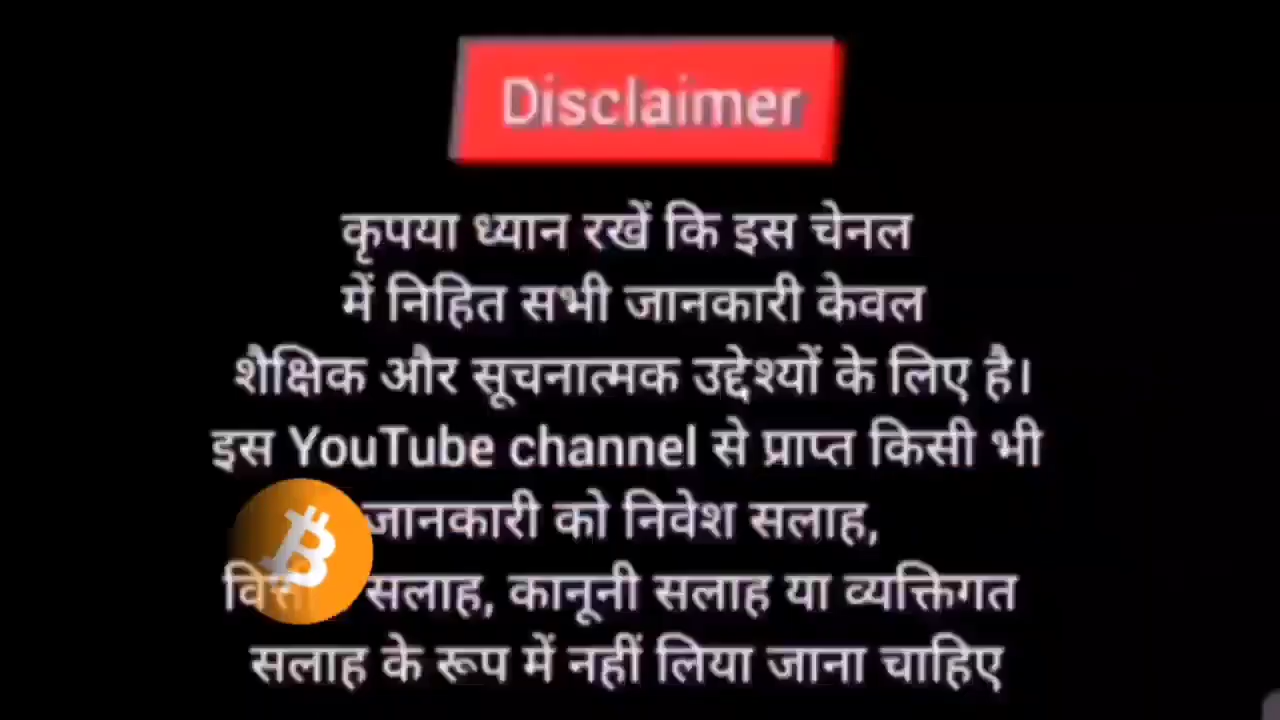 Disclaimer
कृपया ध्यान रखें कि इस चेनल
में निहित सभी जानकारी केवल
शैक्षिक और सूचनात्मक उद्देश्यों के लिए है।
इस YouTube channel से प्राप्त किसी भी
जानकारी को निवेश सलाह,
सलाह, कानूनी सलाह या व्यक्तिगत
सलाह के रूप में नहीं लिया जाना चाहिए